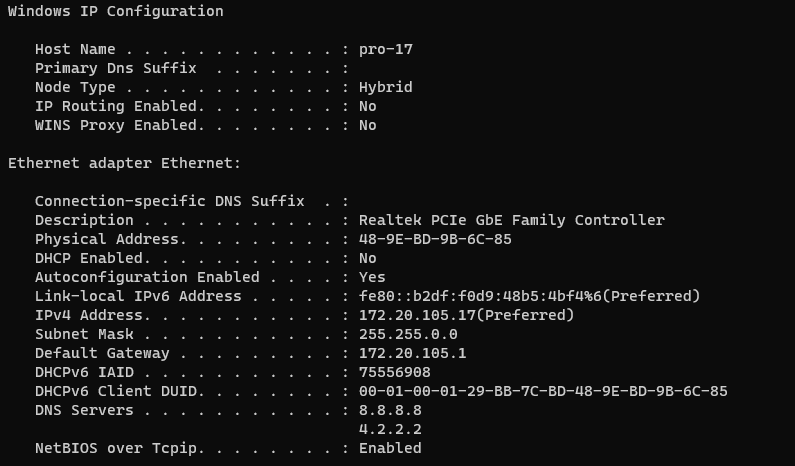 Windows IP Configuration
Host Name . . . . . . . . . . . . : pro-17
Primary Dns Suffix  . . . . . . . :
Node Type . . . . . . . . . . . . : Hybrid
IP Routing Enabled. . . . . . . . : No
WINS Proxy Enabled. . . . . . . . : No
Ethernet adapter Ethernet:
Connection-specific DNS Suffix  . :
Description . . . . . . . . . . . : Realtek PCIe GbE Family Controller
Physical Address. . . . . . . . . : 48-9E-BD-9B-6C-85
DHCP Enabled. . . . . . . . . . . : No
Autoconfiguration Enabled . . . . : Yes
Link-local IPv6 Address . . . . . : fe80::b2df:f0d9:48b5:4bf4%6(Preferred)
IPv4 Address. . . . . . . . . . . : 172.20.105.17(Preferred)
Subnet Mask . . . . . . . . . . . : 255.255.0.0
Default Gateway . . . . . . . . . : 172.20.105.1
DHCPv6 IAID . . . . . . . . . . . : 75556908
DHCPv6 Client DUID. . . . . . . . : 00-01-00-01-29-BB-7C-BD-48-9E-BD-9B-6C-85
DNS Servers . . . . . . . . . . . : 8.8.8.8
4.2.2.2
NetBIOS over Tcpip. . . . . . . . : Enabled